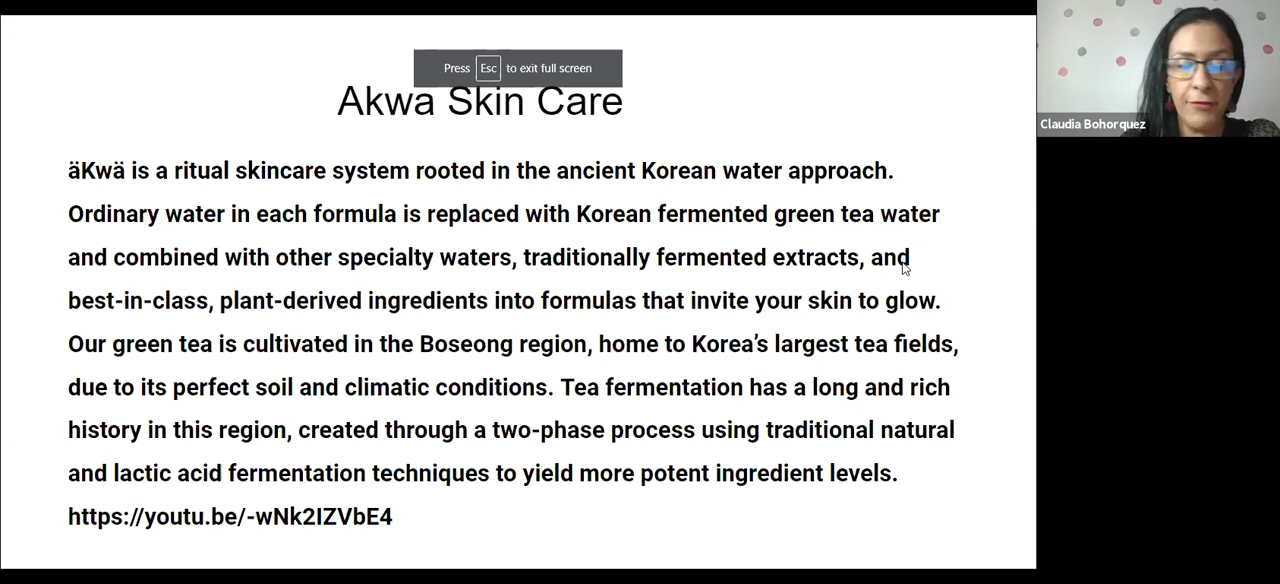 Press Esc to exit full screen
Akwa Skin Care
äKwä is a ritual skincare system rooted in the ancient Korean water approach.
Ordinary water in each formula is replaced with Korean fermented green tea water
and combined with other specialty waters, traditionally fermented extracts, and
best-in-class, plant-derived ingredients into formulas that invite your skin to glow.
Our green tea is cultivated in the Boseong region, home to Korea’s largest tea fields,
due to its perfect soil and climatic conditions. Tea fermentation has a long and rich
history in this region, created through a two-phase process using traditional natural
and lactic acid fermentation techniques to yield more potent ingredient levels.
https://youtu.be/-wNk2IZVbE4
Claudia Bohorquez